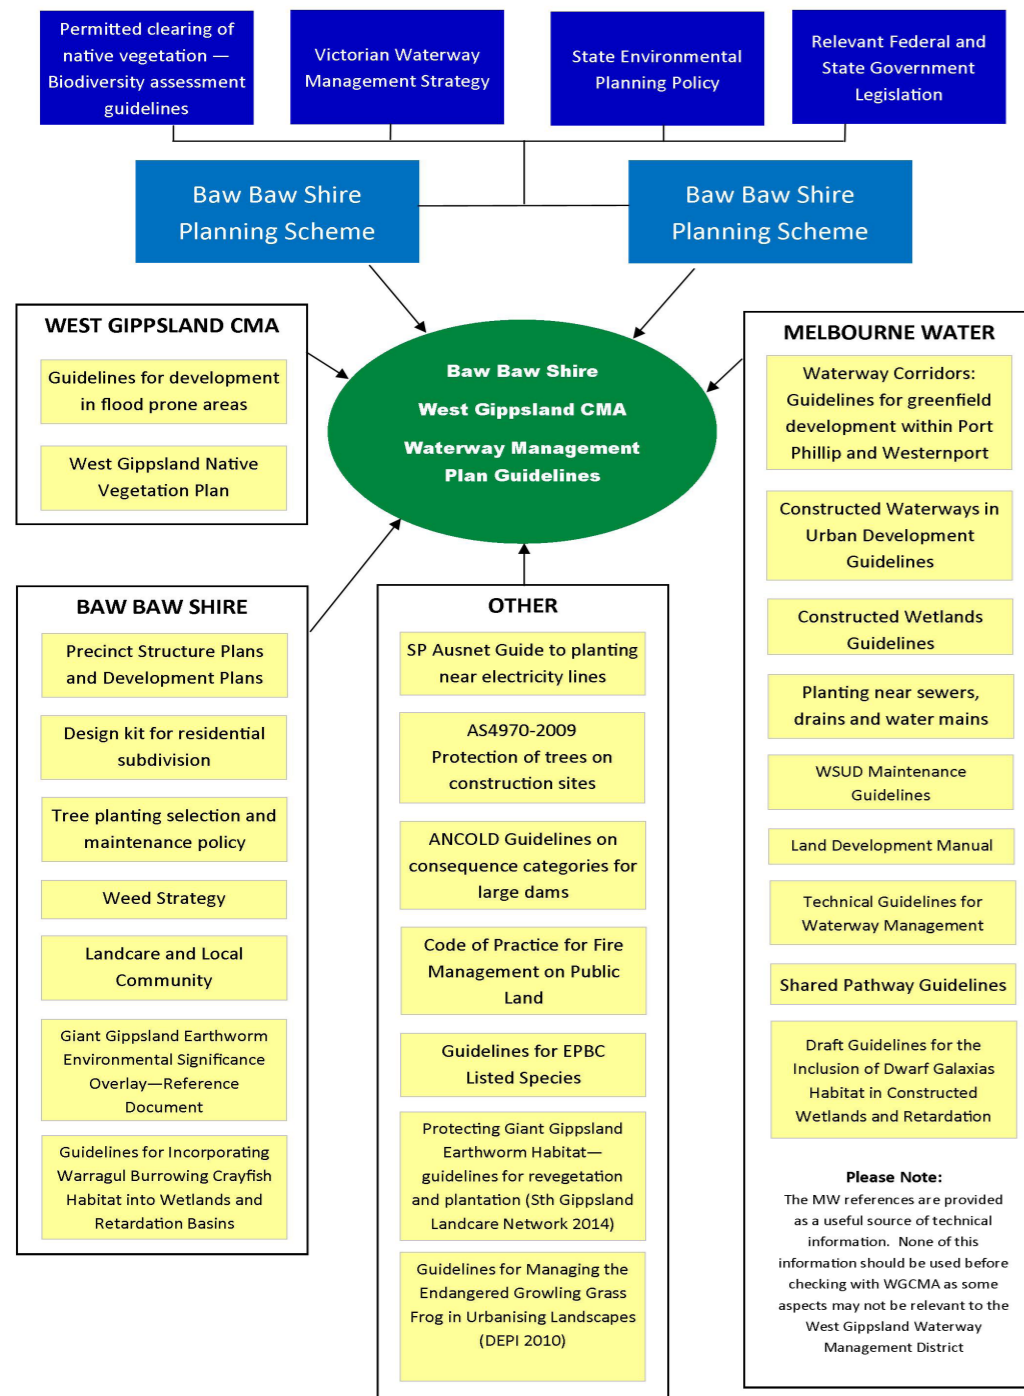 Permitted clearing of
native vegetation —
Biodiversity assessment
guidelines
Victorian Waterway
Management Strategy
State Environmental
Planning Policy
Relevant Federal and
State Government
Legislation
Baw Baw Shire
Planning Scheme
Baw Baw Shire
Planning Scheme
WEST GIPPSLAND CMA
Guidelines for development
in flood prone areas
West Gippsland Native
Vegetation Plan
Baw Baw Shire
West Gippsland CMA
Waterway Management
Plan Guidelines
MELBOURNE WATER
Waterway Corridors:
Guidelines for greenfield
development within Port
Phillip and Westernport
Constructed Waterways in
Urban Development
Guidelines
Constructed Wetlands
Guidelines
Planting near sewers,
drains and water mains
WSUD Maintenance
Guidelines
Land Development Manual
Technical Guidelines for
Waterway Management
Shared Pathway Guidelines
Draft Guidelines for the
Inclusion of Dwarf Galaxias
Habitat in Constructed
Wetlands and Retardation
Please Note:
The MW references are provided
as a useful source of technical
information.  None of this
information should be used before
checking with WGCMA as some
aspects may not be relevant to the
West Gippsland Waterway
Management District
BAW BAW SHIRE
Precinct Structure Plans
and Development Plans
Design kit for residential
subdivision
Tree planting selection and
maintenance policy
Weed Strategy
Landcare and Local
Community
Giant Gippsland Earthworm
Environmental Significance
Overlay—Reference
Document
Guidelines for Incorporating
Warragul Burrowing Crayfish
Habitat into Wetlands and
Retardation Basins
OTHER
SP Ausnet Guide to planting
near electricity lines
AS4970-2009
Protection of trees on
construction sites
ANCOLD Guidelines on
consequence categories for
large dams
Code of Practice for Fire
Management on Public
Land
Guidelines for EPBC
Listed Species
Protecting Giant Gippsland
Earthworm Habitat—
guidelines for revegetation
and plantation (Sth Gippsland
Landcare Network 2014)
Guidelines for Managing the
Endangered Growling Grass
Frog in Urbanising Landscapes
(DEPI 2010)